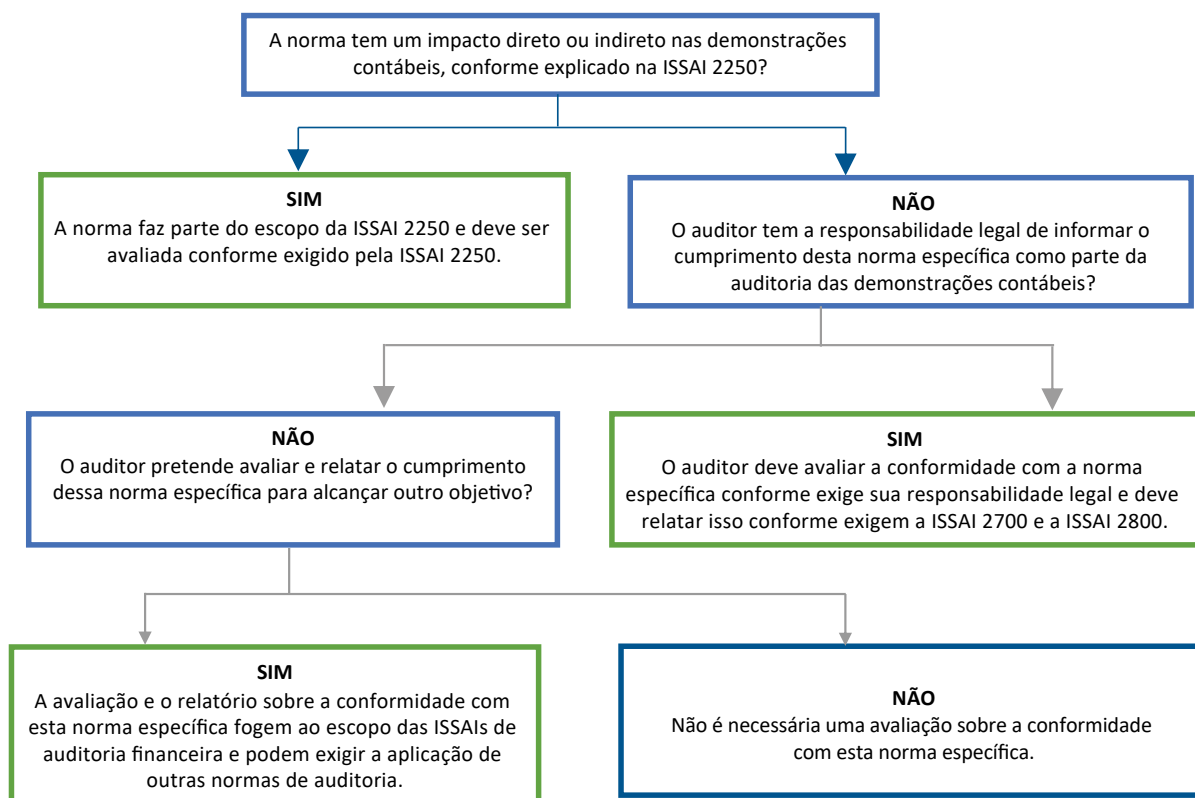 A norma tem um impacto direto ou indireto nas demonstrações
contábeis, conforme explicado na ISSAI 2250?
SIM
A norma faz parte do escopo da ISSAI 2250 e deve ser
avaliada conforme exigido pela ISSAI 2250.
NÃO
O auditor tem a responsabilidade legal de informar o
cumprimento desta norma específica como parte da
auditoria das demonstrações contábeis?
NÃO
O auditor pretende avaliar e relatar o cumprimento
dessa norma específica para alcançar outro objetivo?
SIM
O auditor deve avaliar a conformidade com a norma
específica conforme exige sua responsabilidade legal e deve
relatar isso conforme exigem a ISSAI 2700 e a ISSAI 2800.
SIM
A avaliação e o relatório sobre a conformidade com
esta norma específica fogem ao escopo das ISSAIs de
auditoria financeira e podem exigir a aplicação de
outras normas de auditoria.
NÃO
Não é necessária uma avaliação sobre a conformidade
com esta norma específica.